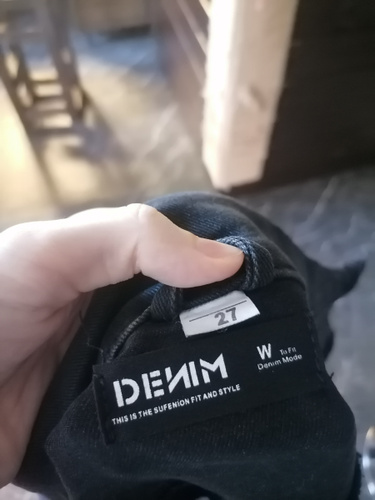 27
DENIM
W To Fit
Denim Mode
THIS IS THE SUFENION FIT AND STYLE